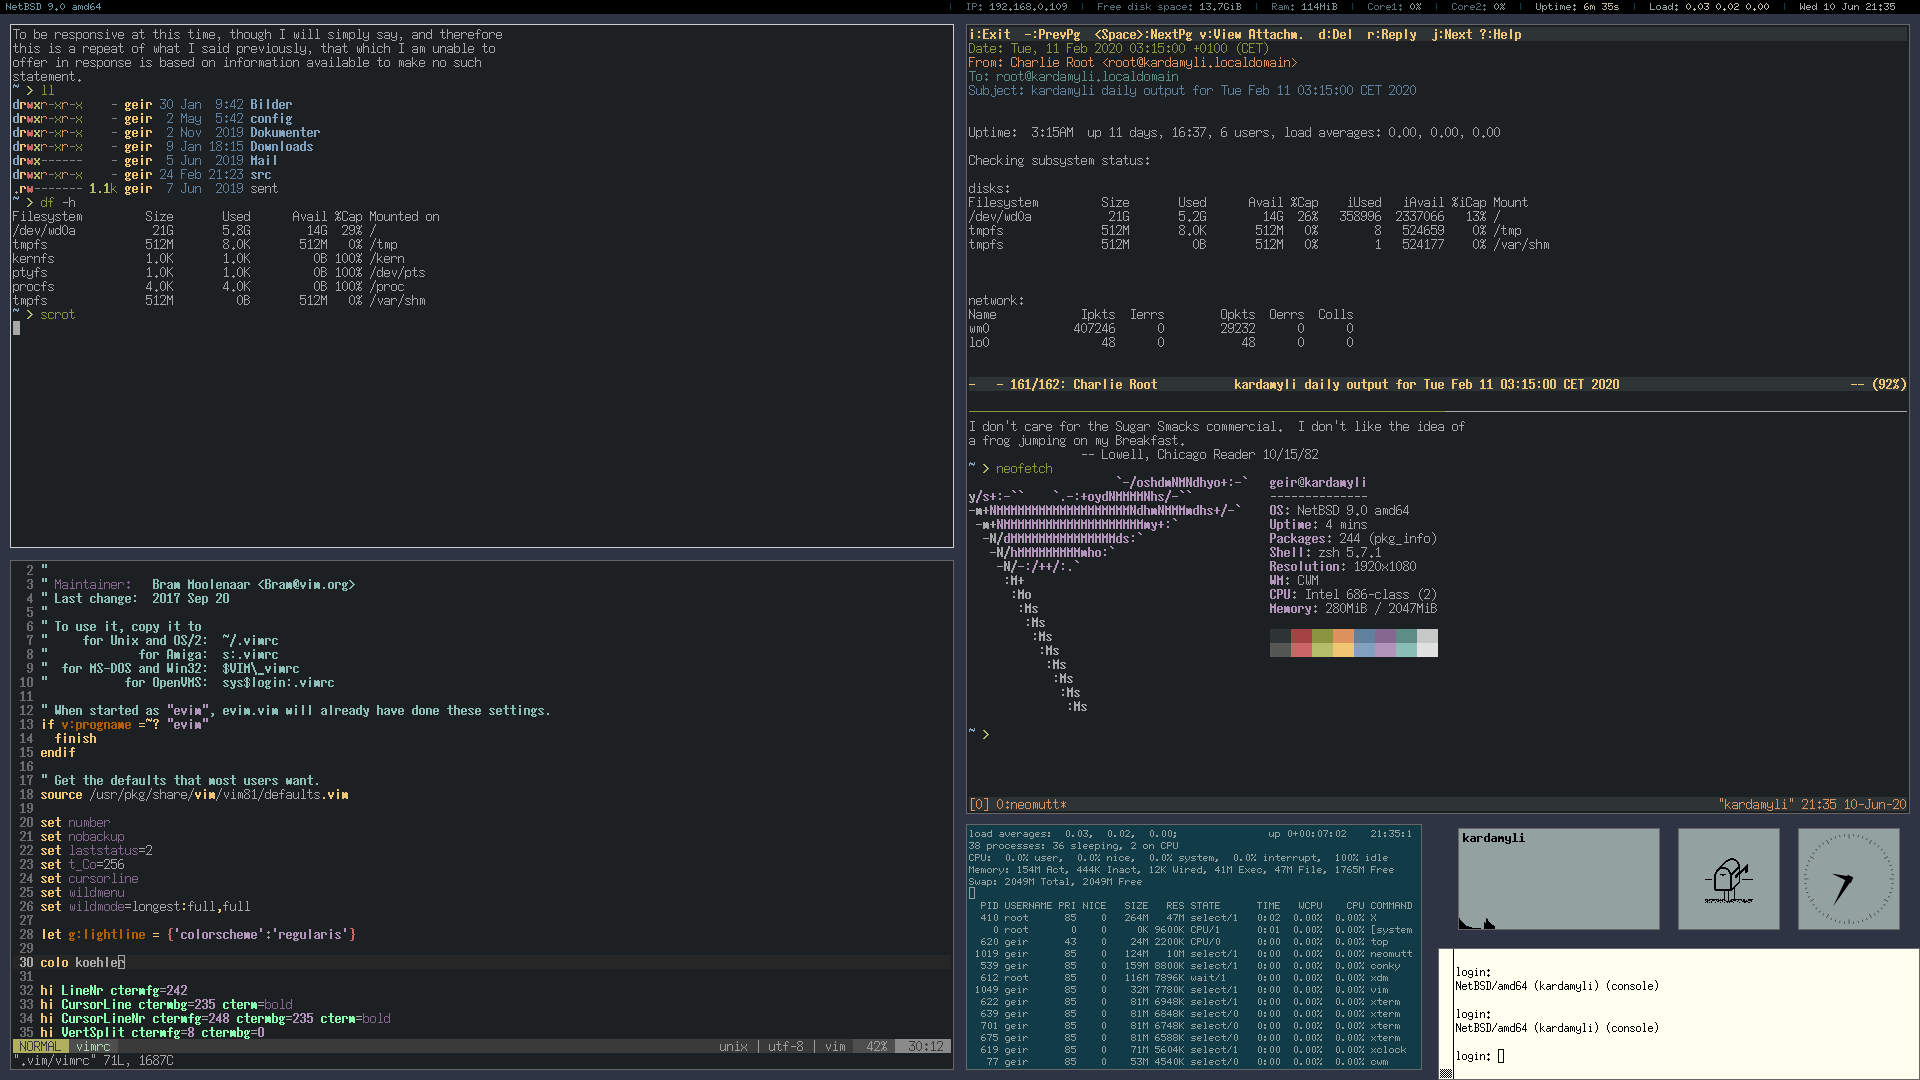 NetBSD 9.0 amd64
IP: 192.168.0.109 | Free disk space: 13.7GiB | Ram: 114MiB | Core1: 0% | Core2: 0% | Uptime: 6m 35s | Load: 0.03 0.02 0.00 | Wed 10 Jun 21:35
To be responsive at this time, though I will simply say, and therefore
this is a repeat of what I said previously, that which I am unable to
offer in response is based on information available to make no such
statement.
~ > ll
drwxr-xr-x    - geir 30 Jan  9:42 Bilder
drwxr-xr-x    - geir  2 May  5:42 config
drwxr-xr-x    - geir  2 Nov  2019 Dokumenter
drwxr-xr-x    - geir  9 Jan 18:15 Downloads
drwx------    - geir  5 Jun  2019 Mail
drwxr-xr-x    - geir 24 Feb 21:23 src
.rw------- 1.1k geir  7 Jun  2019 sent
~ > df -h
Filesystem         Size       Used      Avail %Cap Mounted on
/dev/wd0a           21G       5.8G        14G  29% /
tmpfs              512M       8.0K       512M   0% /tmp
kernfs             1.0K       1.0K         0B 100% /kern
ptyfs              1.0K       1.0K         0B 100% /dev/pts
procfs             4.0K       4.0K         0B 100% /proc
tmpfs              512M         0B       512M   0% /var/shm
~ > scrot
2 "
3 " Maintainer:   Bram Moolenaar <Bram@vim.org>
4 " Last change:  2017 Sep 20
5 "
6 " To use it, copy it to
7 "     for Unix and OS/2:  ~/.vimrc
8 "             for Amiga:  s:.vimrc
9 "  for MS-DOS and Win32:  $VIM\_vimrc
10 "           for OpenVMS:  sys$login:.vimrc
11
12 " When started as "evim", evim.vim will already have done these settings.
13 if v:progname =~? "evim"
14   finish
15 endif
16
17 " Get the defaults that most users want.
18 source /usr/pkg/share/vim/vim81/defaults.vim
19
20 set number
21 set nobackup
22 set laststatus=2
23 set t_Co=256
24 set cursorline
25 set wildmenu
26 set wildmode=longest:full,full
27
28 let g:lightline = {'colorscheme':'regularis'}
29
30 colo koehler
31
32 hi LineNr ctermfg=242
33 hi CursorLine ctermbg=235 cterm=bold
34 hi CursorLineNr ctermfg=248 ctermbg=235 cterm=bold
35 hi VertSplit ctermfg=8 ctermbg=0
NORMAL  vimrc    unix | utf-8 | vim   42%   30:12
".vim/vimrc" 71L, 1687C
i:Exit  -:PrevPg  <Space>:NextPg v:View Attachm.  d:Del  r:Reply  j:Next ?:Help
Date: Tue, 11 Feb 2020 03:15:00 +0100 (CET)
From: Charlie Root <root@kardamyli.localdomain>
To: root@kardamyli.localdomain
Subject: kardamyli daily output for Tue Feb 11 03:15:00 CET 2020
Uptime:  3:15AM  up 11 days, 16:37, 6 users, load averages: 0.00, 0.00, 0.00
Checking subsystem status:
disks:
Filesystem         Size       Used      Avail %Cap    iUsed   iAvail %iCap Mount
/dev/wd0a           21G       5.2G        14G  26%   358996  2337066   13% /
tmpfs              512M       8.0K       512M   0%        8   524659    0% /tmp
tmpfs              512M         0B       512M   0%        1   524177    0% /var/shm
network:
Name            Ipkts  Ierrs        Opkts  Oerrs  Colls
wm0            407246      0        29232      0      0
lo0                48      0           48      0      0
-   - 161/162: Charlie Root           kardamyli daily output for Tue Feb 11 03:15:00 CET 2020    -- (92%)
I don't care for the Sugar Smacks commercial.  I don't like the idea of
a frog jumping on my Breakfast.
-- Lowell, Chicago Reader 10/15/82
~ > neofetch
`-/oshdmNMNdhyo+:-`   geir@kardamyli
y/s+:-``    `.-:+oydNMMMMNhs/-``   --------------
-m+NMMMMMMMMMMMMMMMMMMMNdhmNMMMmdhs+/-`   OS: NetBSD 9.0 amd64
-m+NMMMMMMMMMMMMMMMMMMMMmy+:`   Uptime: 4 mins
-N/dMMMMMMMMMMMMMMMds:`   Packages: 244 (pkg_info)
-N/hMMMMMMMMMmho:`   Shell: zsh 5.7.1
-N/-:/++/:.`   Resolution: 1920x1080
:M+   WM: CWM
:Mo   CPU: Intel 686-class (2)
:Ms   Memory: 280MiB / 2047MiB
:Ms
:Ms
:Ms
:Ms
:Ms
:Ms
:Ms
~ >
[0] 0:neomutt*    "kardamyli" 21:35 10-Jun-20
load averages:  0.03,  0.02,  0.00;               up 0+00:07:02    21:35:1
38 processes: 36 sleeping, 2 on CPU
CPU:  0.0% user,  0.0% nice,  0.0% system,  0.0% interrupt,  100% idle
Memory: 154M Act, 444K Inact, 12K Wired, 41M Exec, 47M File, 1765M Free
Swap: 2049M Total, 2049M Free
PID USERNAME PRI NICE   SIZE   RES STATE      TIME   WCPU    CPU COMMAND
410 root      85    0   264M   47M select/1   0:02  0.00%  0.00% X
0 root       0    0     0K 9600K CPU/1      0:01  0.00%  0.00% [system
620 geir      43    0    24M 2200K CPU/0      0:00  0.00%  0.00% top
1019 geir      85    0   124M   10M select/1   0:00  0.00%  0.00% neomutt
539 geir      85    0   159M 8800K select/1   0:00  0.00%  0.00% conky
612 root      85    0   116M 7896K wait/1     0:00  0.00%  0.00% xdm
1049 geir      85    0    32M 7780K select/1   0:00  0.00%  0.00% vim
622 geir      85    0    81M 6948K select/1   0:00  0.00%  0.00% xterm
639 geir      85    0    81M 6848K select/0   0:00  0.00%  0.00% xterm
701 geir      85    0    81M 6748K select/0   0:00  0.00%  0.00% xterm
675 geir      85    0    81M 6588K select/0   0:00  0.00%  0.00% xterm
619 geir      85    0    71M 5604K select/1   0:00  0.00%  0.00% xclock
77 geir      85    0    53M 4540K select/0   0:00  0.00%  0.00% cwm
kardamyli
login:
NetBSD/amd64 (kardamyli) (console)
login:
NetBSD/amd64 (kardamyli) (console)
login: